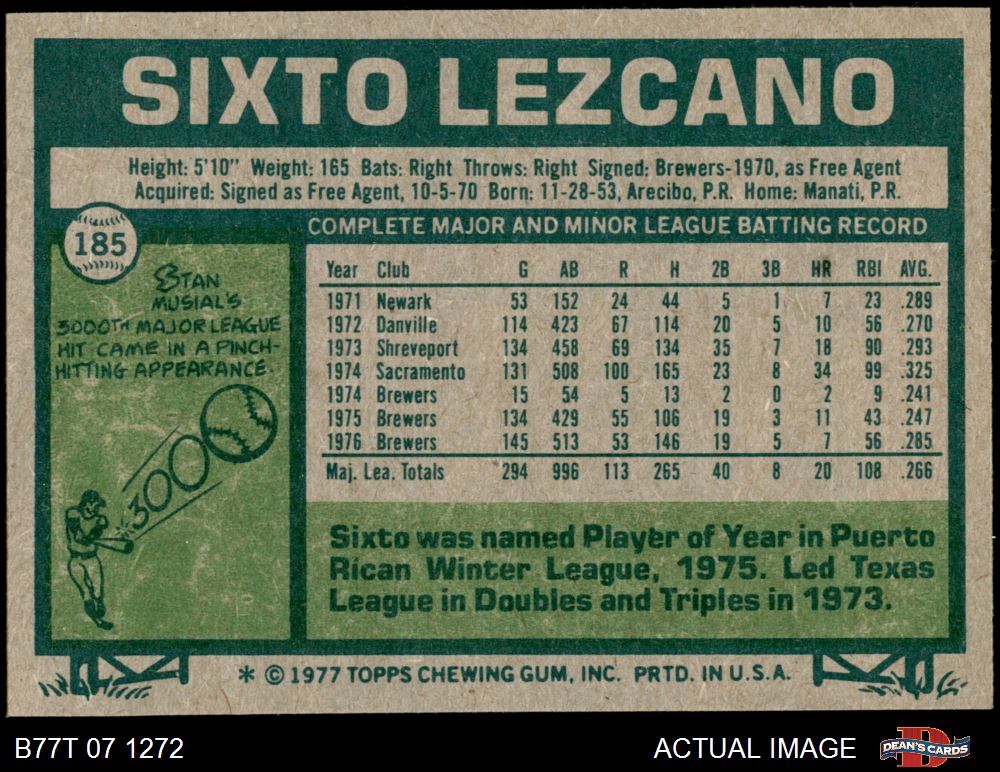 SIXTO LEZCANO
Height: 5'10" Weight: 165 Bats: Right Throws: Right Signed: Brewers-1970, as Free Agent
Acquired: Signed as Free Agent, 10-5-70 Born: 11-28-53, Arecibo, P.R. Home: Manati, P.R.
185
STAN
MUSIAL'S
3000TH MAJOR LEAGUE
HIT CAME IN A PINCH-
HITTING APPEARANCE.
3000
COMPLETE MAJOR AND MINOR LEAGUE BATTING RECORD
Year Club G AB R H 2B 3B HR RBI AVG.
1971 Newark 53 152 24 44 5 1 7 23 .289
1972 Danville 114 423 67 114 20 5 10 56 .270
1973 Shreveport 134 458 69 134 35 7 18 90 .293
1974 Sacramento 131 508 100 165 23 8 34 99 .325
1974 Brewers 15 54 5 13 2 0 2 9 .241
1975 Brewers 134 429 55 106 19 3 11 43 .247
1976 Brewers 145 513 53 146 19 5 7 56 .285
Maj. Lea. Totals 294 996 113 265 40 8 20 108 .266
Sixto was named Player of Year in Puerto
Rican Winter League, 1975. Led Texas
League in Doubles and Triples in 1973.
* © 1977 TOPPS CHEWING GUM, INC. PRTD. IN U.S.A.
B77T 07 1272
ACTUAL IMAGE
DEAN'S CARDS